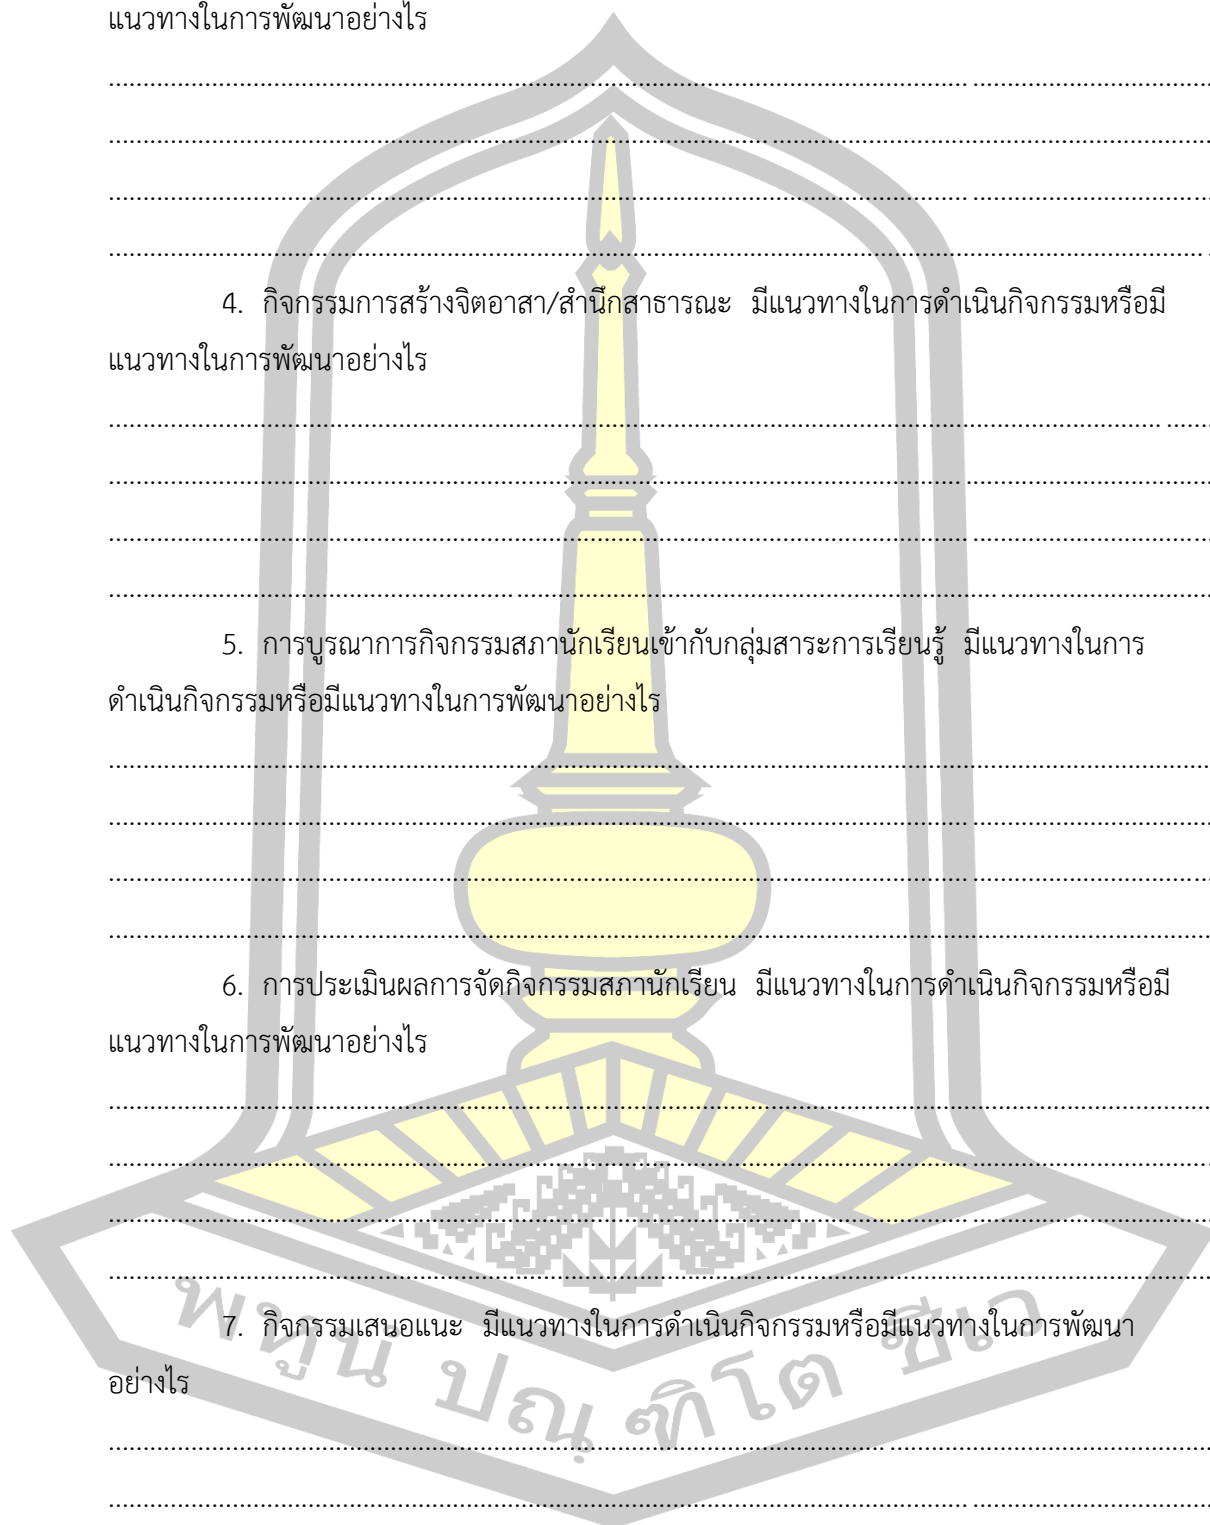 แนวทางในการพัฒนาอย่างไร
........................................................................................................................
........................................................................................................................
........................................................................................................................
........................................................................................................................
4. กิจกรรมการสร้างจิตอาสา/สำนึกสาธารณะ มีแนวทางในการดำเนินกิจกรรมหรือมี
แนวทางในการพัฒนาอย่างไร
........................................................................................................................
........................................................................................................................
........................................................................................................................
........................................................................................................................
5. การบูรณาการกิจกรรมสภานักเรียนเข้ากับกลุ่มสาระการเรียนรู้ มีแนวทางในการ
ดำเนินกิจกรรมหรือมีแนวทางในการพัฒนาอย่างไร
........................................................................................................................
........................................................................................................................
........................................................................................................................
........................................................................................................................
6. การประเมินผลการจัดกิจกรรมสภานักเรียน มีแนวทางในการดำเนินกิจกรรมหรือมี
แนวทางในการพัฒนาอย่างไร
........................................................................................................................
........................................................................................................................
........................................................................................................................
........................................................................................................................
7. กิจกรรมเสนอแนะ มีแนวทางในการดำเนินกิจกรรมหรือมีแนวทางในการพัฒนา
อย่างไร
........................................................................................................................
........................................................................................................................
พหูน ปณฺ ฑิโต ชีเว